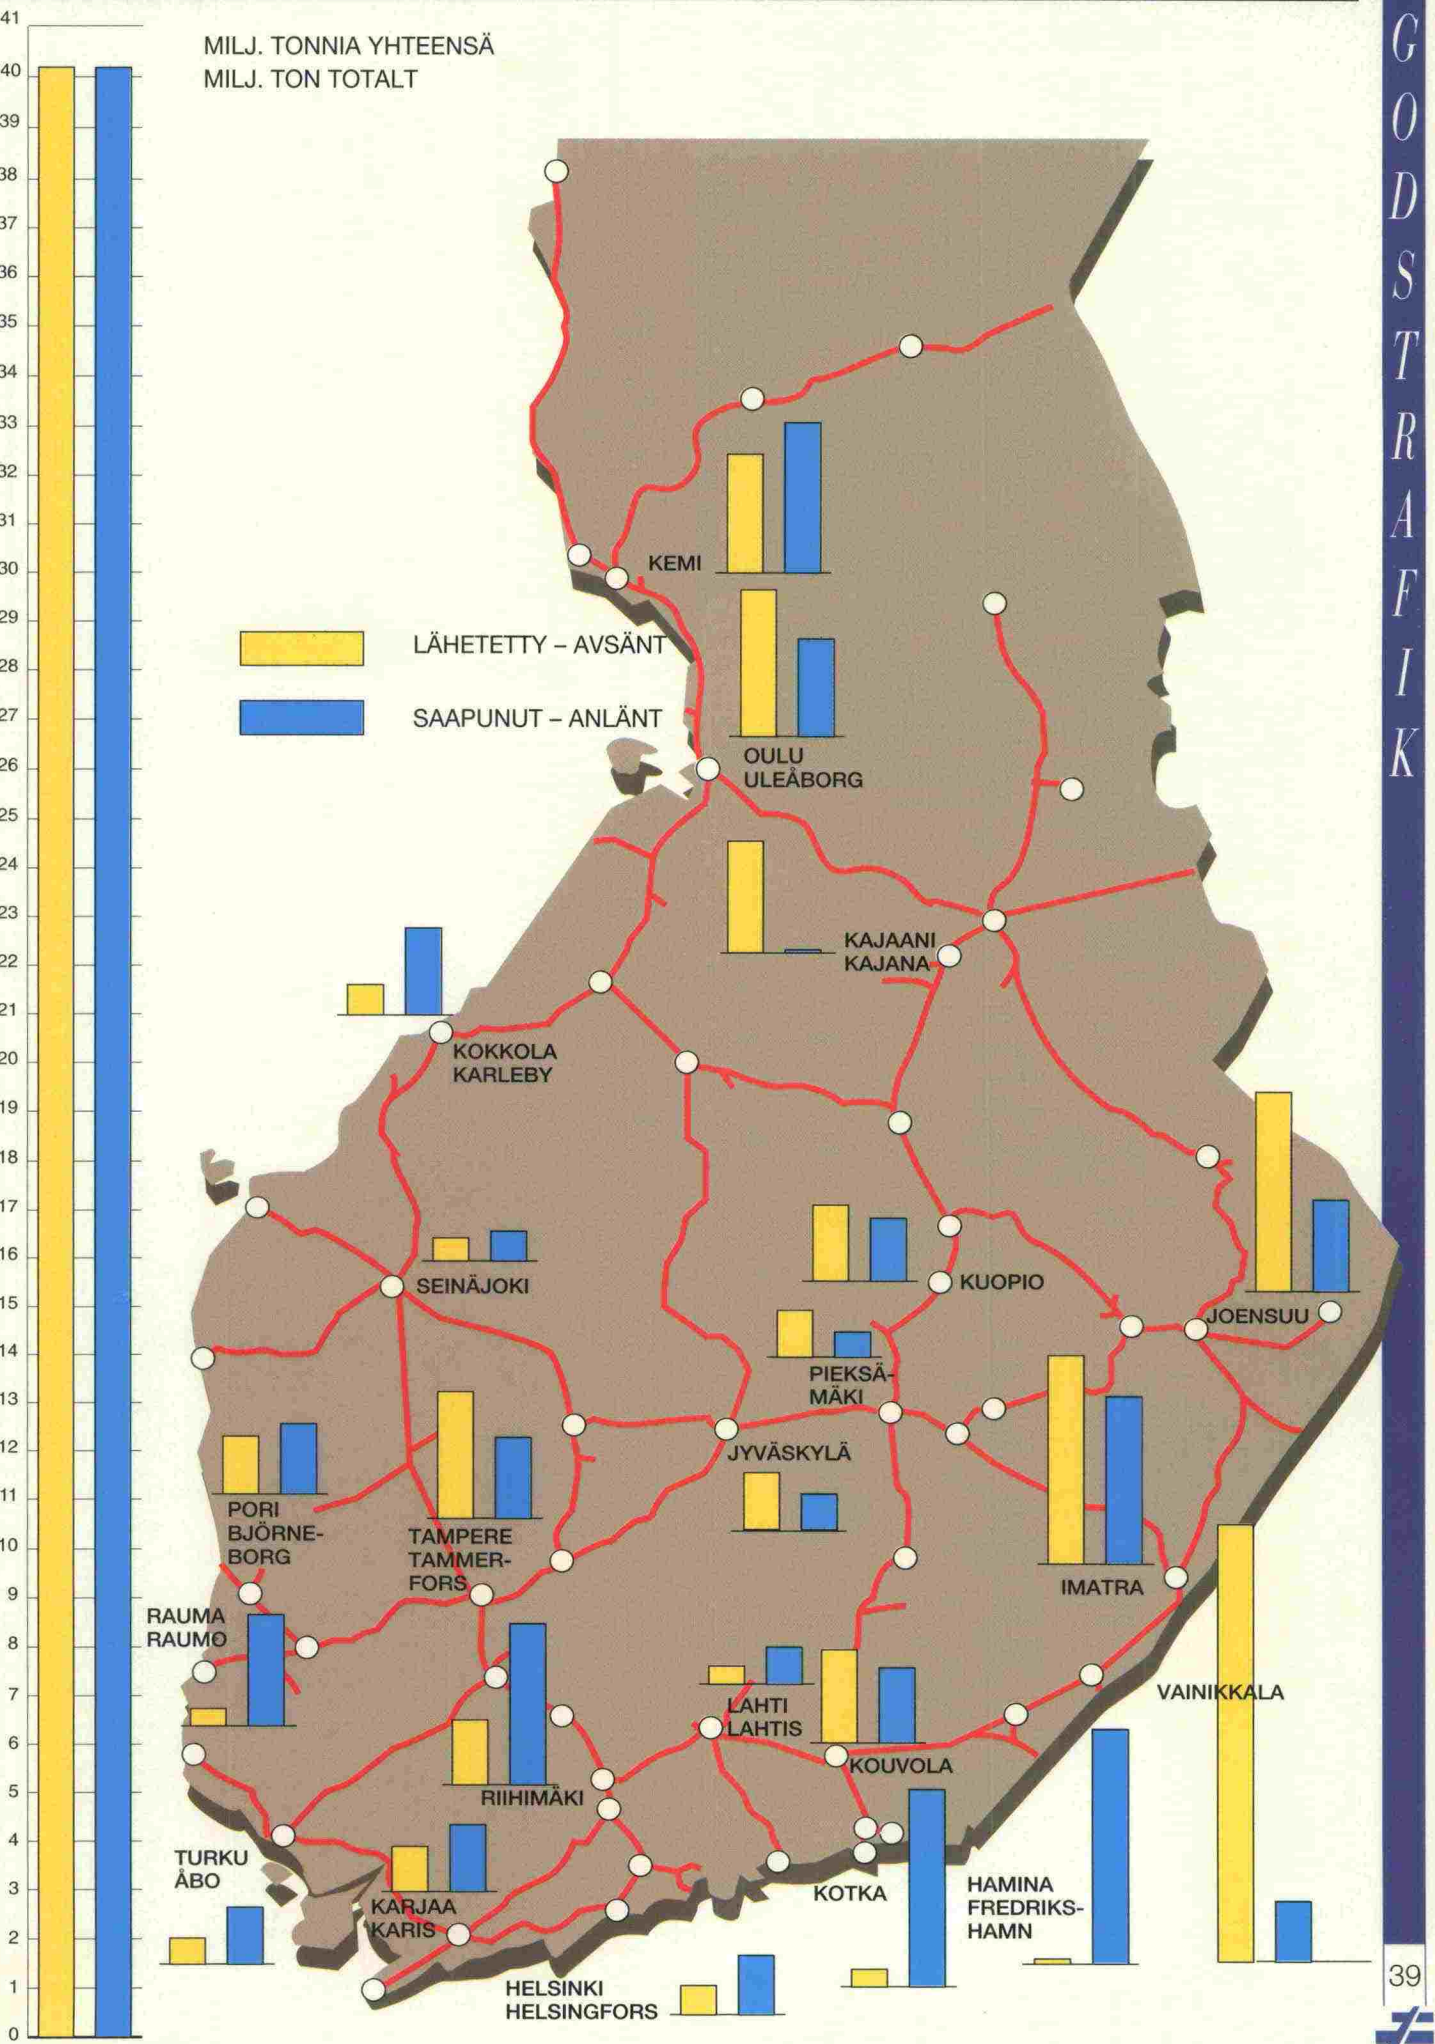 MILJ. TONNIA YHTEENSÄ
MILJ. TON TOTALT
41
40
39
38
37
36
35
34
33
32
31
30
29
28
27
26
25
24
23
22
21
20
19
18
17
16
15
14
13
12
11
10
9
8
7
6
5
4
3
2
1
0
LÄHETETTY – AVSÄNT
SAAPUNUT – ANLÄNT
KEMI
OULU
ULEÅBORG
KAJAANI
KAJANA
KOKKOLA
KARLEBY
SEINÄJOKI
KUOPIO
JOENSUU
PIEKSÄ-
MÄKI
JYVÄSKYLÄ
PORI
BJÖRNE-
BORG
TAMPERE
TAMMER-
FORS
IMATRA
RAUMA
RAUMO
LAHTI
LAHTIS
VAINIKKALA
KOUVOLA
RIIHIMÄKI
TURKU
ÅBO
KARJAA
KARIS
KOTKA
HAMINA
FREDRIKS-
HAMN
HELSINKI
HELSINGFORS
GODSTRAFIK
39